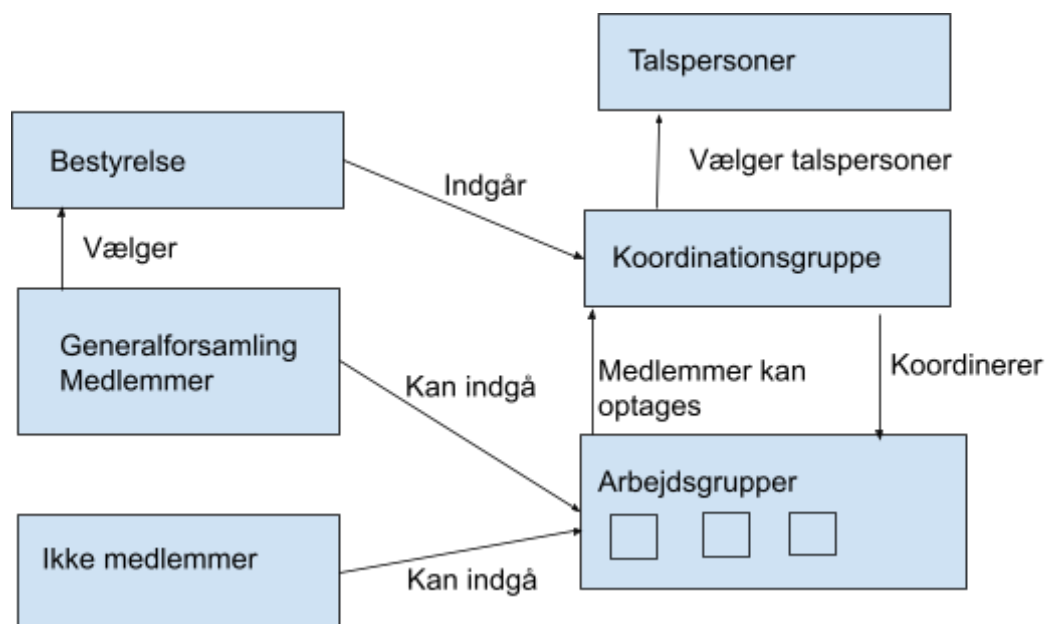 Talspersoner
Bestyrelse
Vælger talspersoner
Indgår
Vælger
Koordinationsgruppe
Generalforsamling
Medlemmer
Kan indgå
Medlemmer kan
optages
Koordinerer
Arbejdsgrupper
Ikke medlemmer
Kan indgå